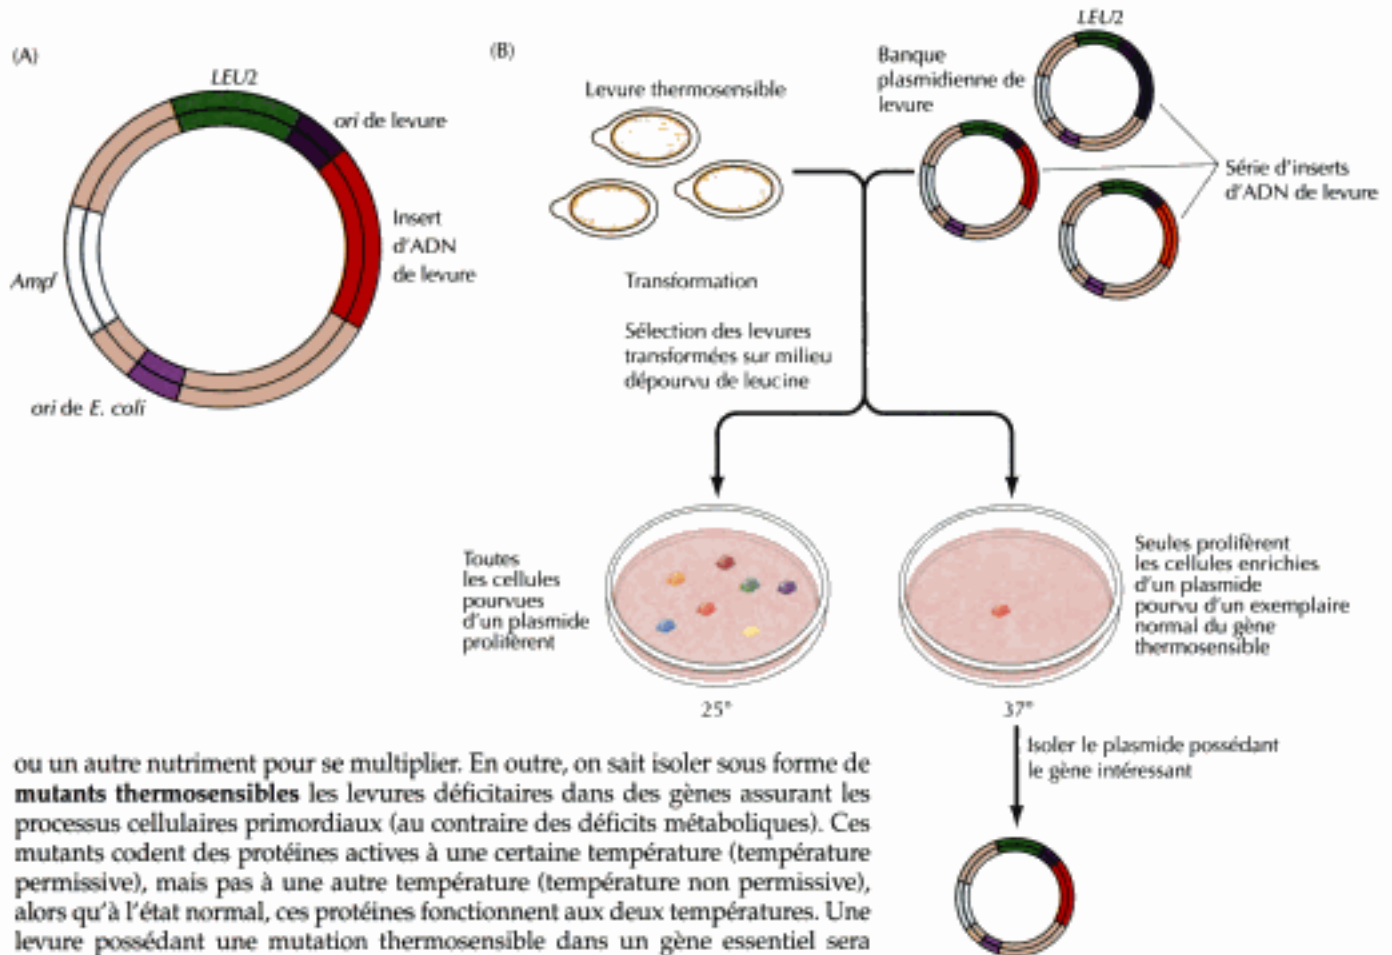 (A)
LEU2
ori de levure
Insert
d'ADN
de levure
Ampʳ
ori de E. coli
(B)
Levure thermosensible
Banque
plasmidienne de
levure
LEU2
Série d'inserts
d'ADN de levure
Transformation
Sélection des levures
transformées sur milieu
dépourvu de leucine
Toutes
les cellules
pourvues
d'un plasmide
prolifèrent
Seules prolifèrent
les cellules enrichies
d'un plasmide
pourvu d'un exemplaire
normal du gène
thermosensible
25°
37°
Isoler le plasmide possédant
le gène intéressant
ou un autre nutriment pour se multiplier. En outre, on sait isoler sous forme de
mutants thermosensibles les levures déficitaires dans des gènes assurant les
processus cellulaires primordiaux (au contraire des déficits métaboliques). Ces
mutants codent des protéines actives à une certaine température (température
permissive), mais pas à une autre température (température non permissive),
alors qu'à l'état normal, ces protéines fonctionnent aux deux températures. Une
levure possédant une mutation thermosensible dans un gène essentiel sera